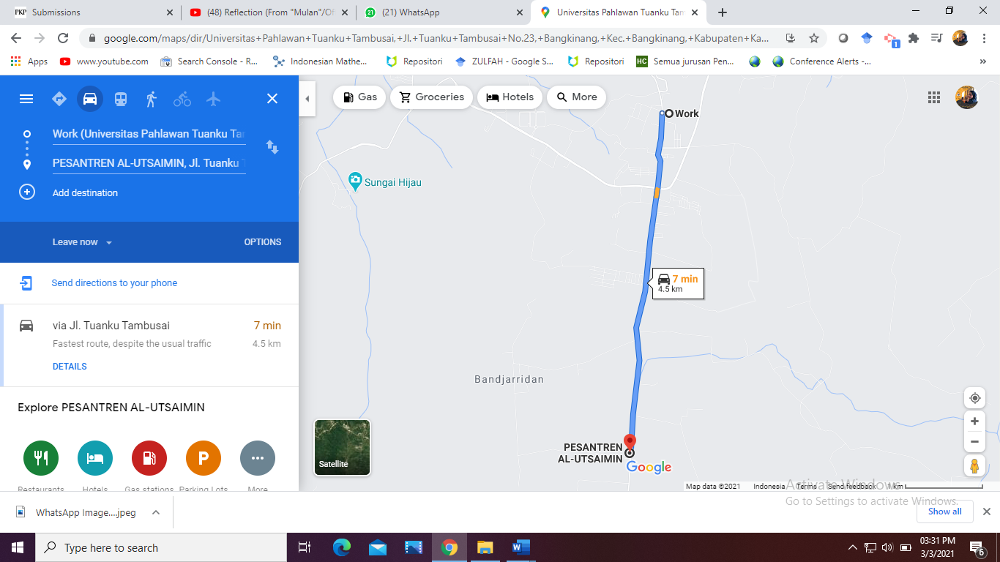 PKP Submissions
(48) Reflection (From "Mulan"/Of
21 (21) WhatsApp
Universitas Pahlawan Tuanku Tam
google.com/maps/dir/Universitas+Pahlawan+Tuanku+Tambusai,+Jl.+Tuanku+Tambusai+No.23,+Bangkinang,+Kec.+Bangkinang,+Kabupaten+Ka...
1
Apps
www.youtube.com
Search Console - R...
Indonesian Mathe...
Repositori
ZULFAH - Google S...
Repositori
HC Semua jurusan Pen...
Conference Alerts -...
»
Work (Universitas Pahlawan Tuanku Tam
PESANTREN AL-UTSAIMIN, Jl. Tuanku T
Add destination
Leave now
OPTIONS
Send directions to your phone
via Jl. Tuanku Tambusai
7 min
Fastest route, despite the usual traffic
4.5 km
DETAILS
Explore PESANTREN AL-UTSAIMIN
P
Restaurants
Hotels
Gas stations
Parking Lots
More
Gas
Groceries
Hotels
More
Work
Sungai Hijau
7 min
4.5 km
Bandjarridan
PESANTREN
AL-UTSAIMIN
Google
Satellite
Map data ©2021
Indonesia
Terms
Send feedback
1 km
Activate Windows
Go to Settings to activate Windows.
WhatsApp Image....jpeg
Show all
Type here to search
03:31 PM
3/3/2021
6